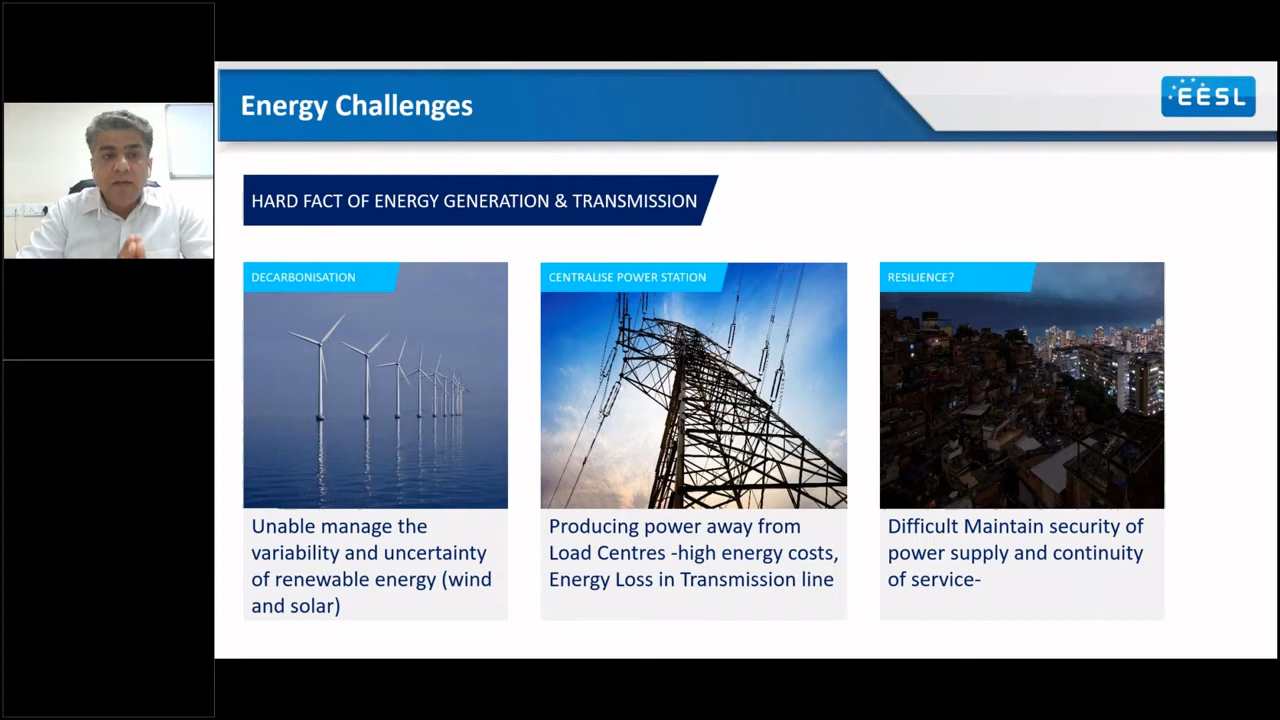 Energy Challenges
EESL
HARD FACT OF ENERGY GENERATION & TRANSMISSION
DECARBONISATION
Unable manage the
variability and uncertainty
of renewable energy (wind
and solar)
CENTRALISE POWER STATION
Producing power away from
Load Centres -high energy costs,
Energy Loss in Transmission line
RESILIENCE?
Difficult Maintain security of
power supply and continuity
of service-